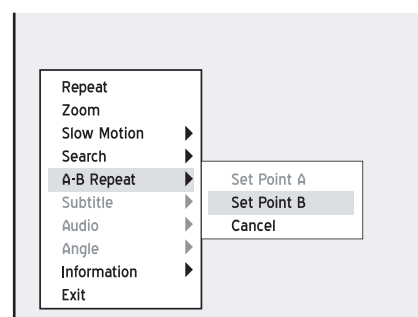 Repeat
Zoom
Slow Motion
Search
A-B Repeat
Subtitle
Audio
Angle
Information
Exit
Set Point A
Set Point B
Cancel